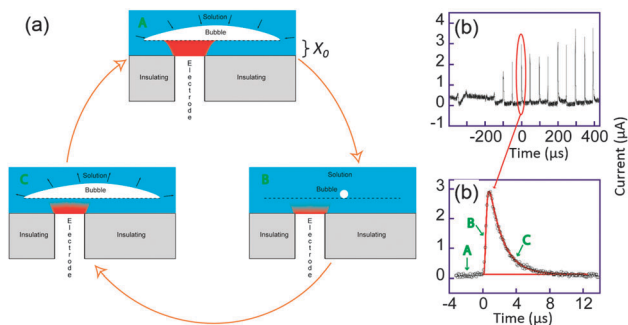 (a)
A
Solution
Bubble
X₀
Insulating
Electrode
Insulating
C
Solution
Bubble
Insulating
Electrode
Insulating
B
Solution
Bubble
Insulating
Electrode
Insulating
(b)
4
3
2
1
0
-1
-200 0 200 400
Time (µs)
Current (µA)
(b)
3
2
1
0
B
C
A
-4 0 4 8 12
Time (µs)